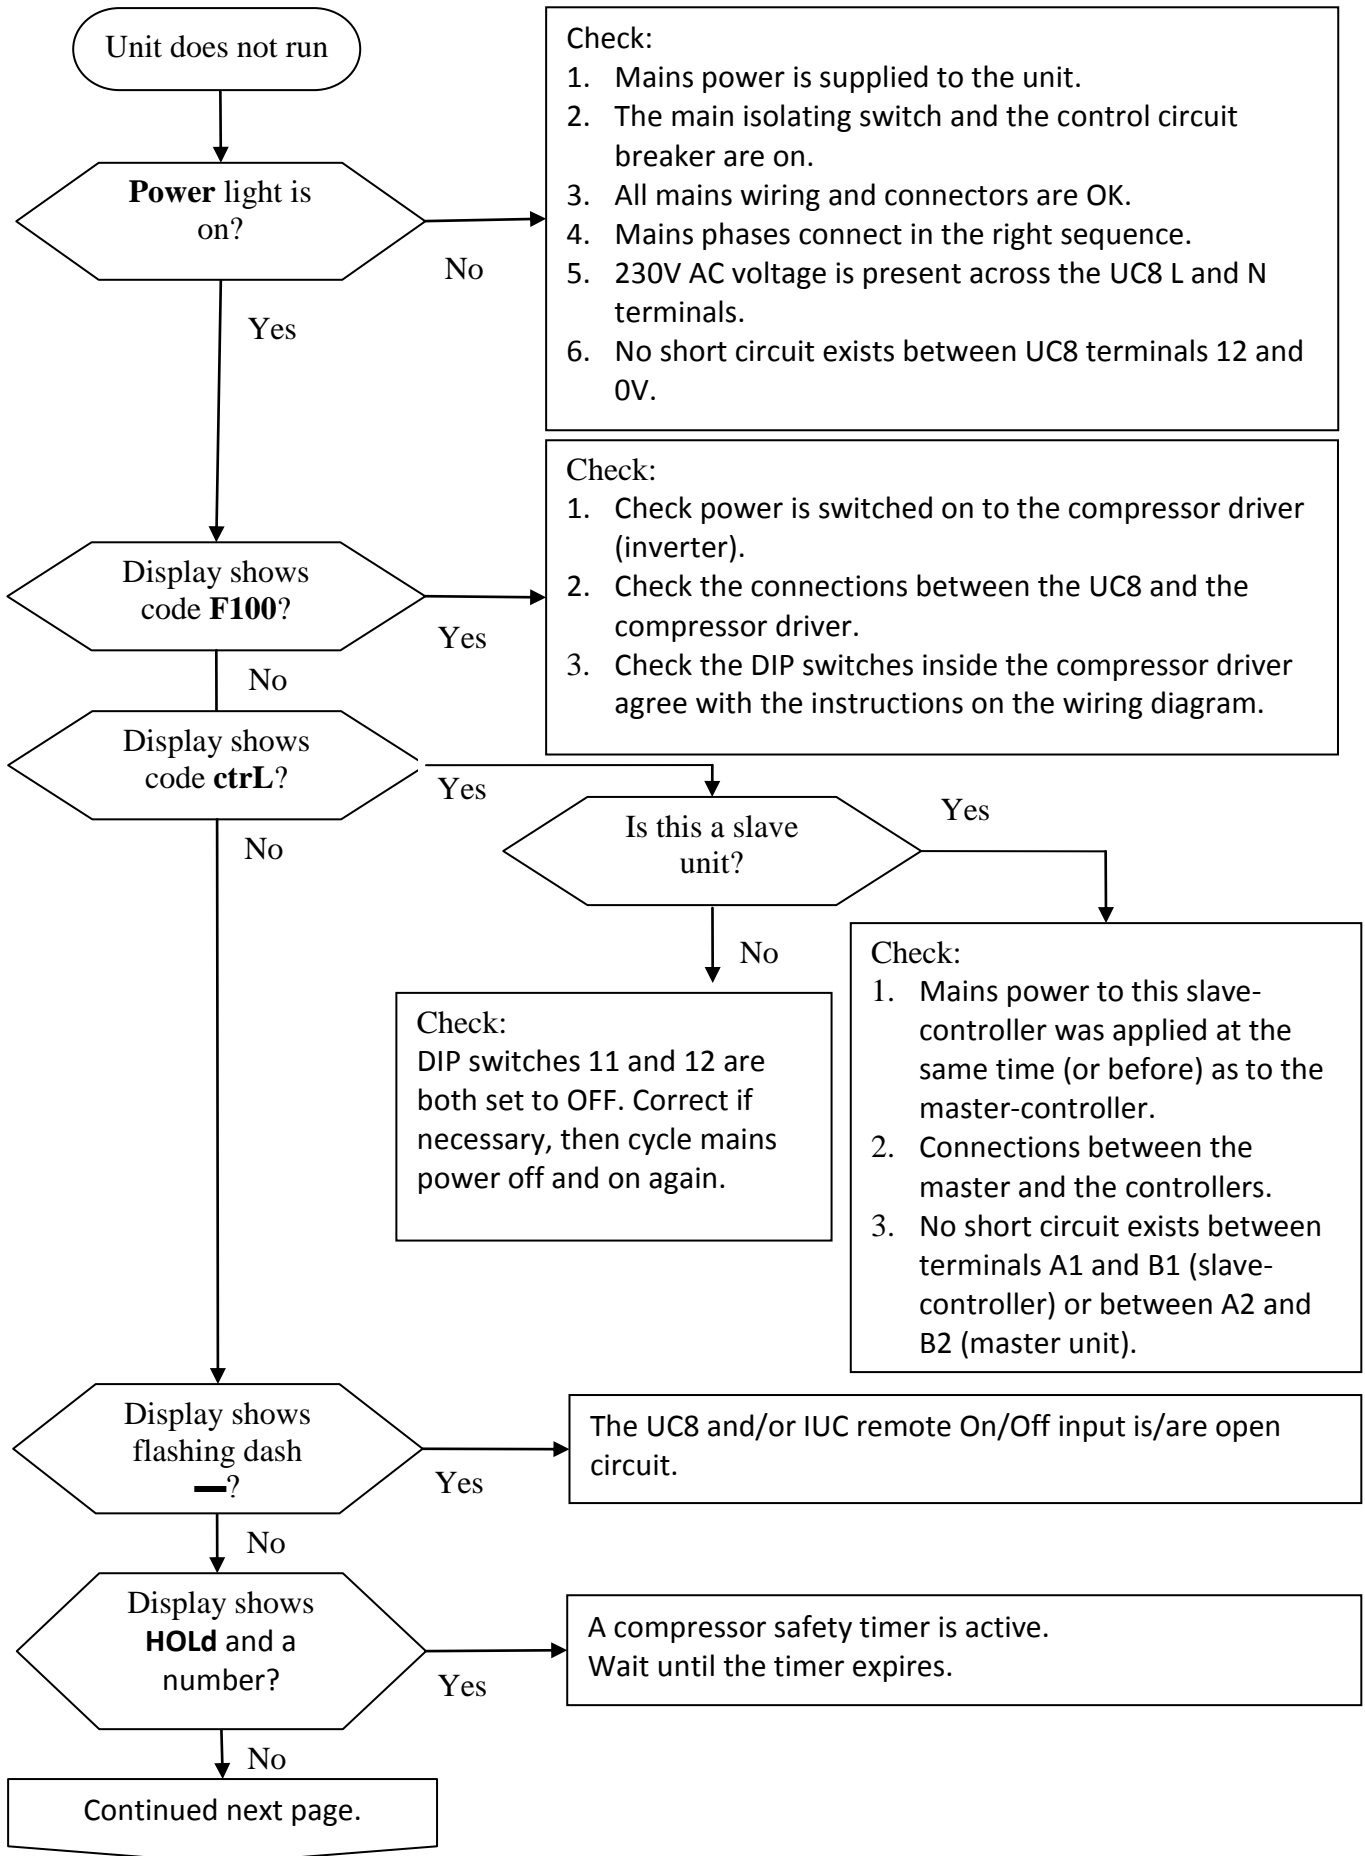 Unit does not run
Check:
1. Mains power is supplied to the unit.
2. The main isolating switch and the control circuit
breaker are on.
3. All mains wiring and connectors are OK.
4. Mains phases connect in the right sequence.
5. 230V AC voltage is present across the UC8 L and N
terminals.
6. No short circuit exists between UC8 terminals 12 and
0V.
Power light is
on?
No
Yes
Check:
1. Check power is switched on to the compressor driver
(inverter).
2. Check the connections between the UC8 and the
compressor driver.
3. Check the DIP switches inside the compressor driver
agree with the instructions on the wiring diagram.
Display shows
code F100?
Yes
No
Display shows
code ctrL?
Yes
No
Is this a slave
unit?
Yes
No
Check:
DIP switches 11 and 12 are
both set to OFF. Correct if
necessary, then cycle mains
power off and on again.
Check:
1. Mains power to this slave-
controller was applied at the
same time (or before) as to the
master-controller.
2. Connections between the
master and the controllers.
3. No short circuit exists between
terminals A1 and B1 (slave-
controller) or between A2 and
B2 (master unit).
Display shows
flashing dash
▬?
Yes
No
The UC8 and/or IUC remote On/Off input is/are open
circuit.
Display shows
HOLd and a
number?
Yes
No
A compressor safety timer is active.
Wait until the timer expires.
Continued next page.